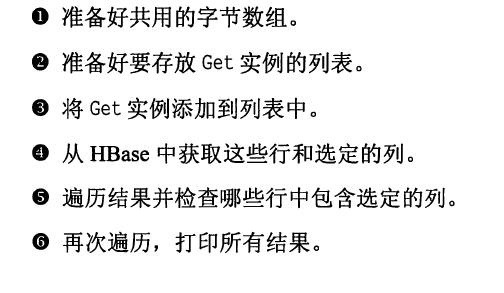 ❶ 准备好共用的字节数组。
❷ 准备好要存放 Get 实例的列表。
❸ 将 Get 实例添加到列表中。
❹ 从 HBase 中获取这些行和选定的列。
❺ 遍历结果并检查哪些行中包含选定的列。
❻ 再次遍历，打印所有结果。